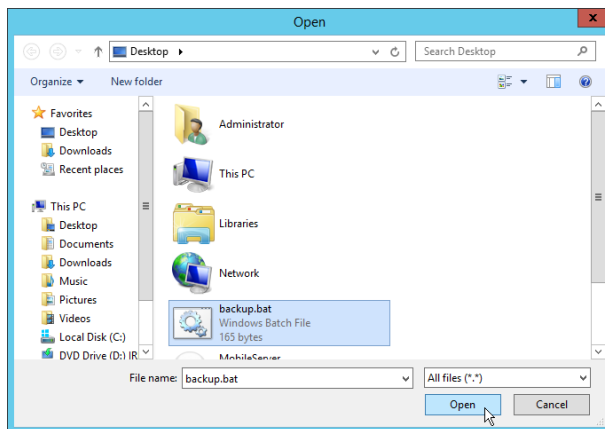 Open
x
Desktop
Search Desktop
Organize
New folder
Favorites
Desktop
Downloads
Recent places
This PC
Desktop
Documents
Downloads
Music
Pictures
Videos
Local Disk (C:)
DVD Drive (D:) IR
Administrator
This PC
Libraries
Network
backup.bat
Windows Batch File
165 bytes
MobileServer
File name:
backup.bat
All files (*.*)
Open
Cancel